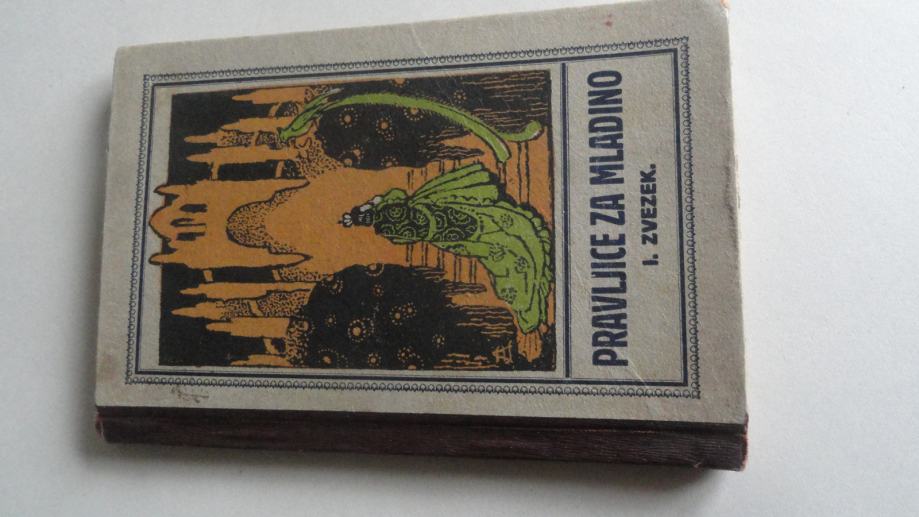 PRAVLJICE ZA MLADINO
I. ZVEZEK.